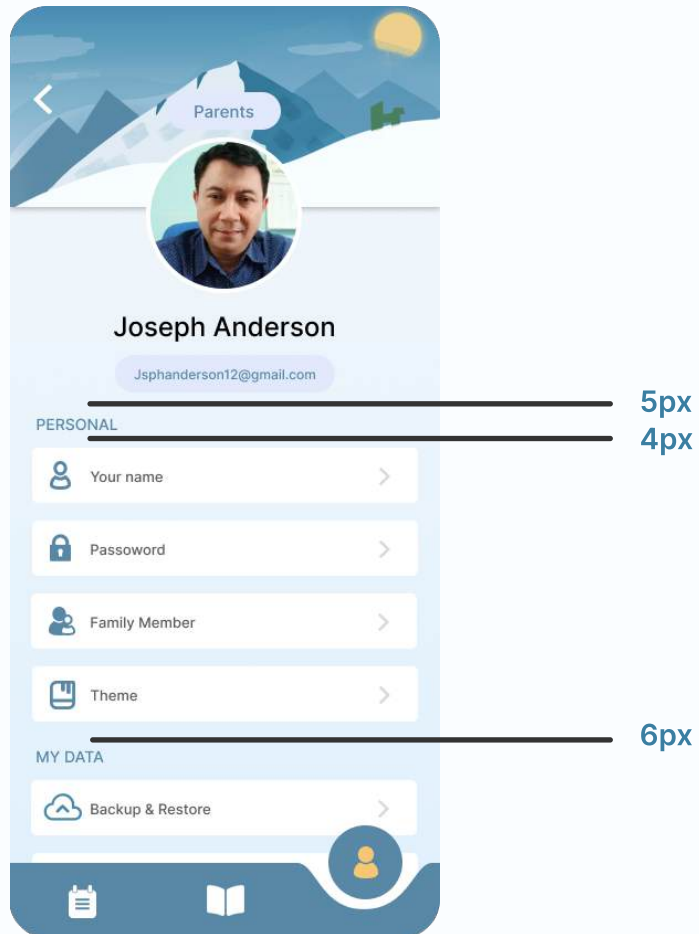 Parents
Joseph Anderson
Jsphanderson12@gmail.com
5px
PERSONAL
4px
Your name
Passoword
Family Member
Theme
6px
MY DATA
Backup & Restore